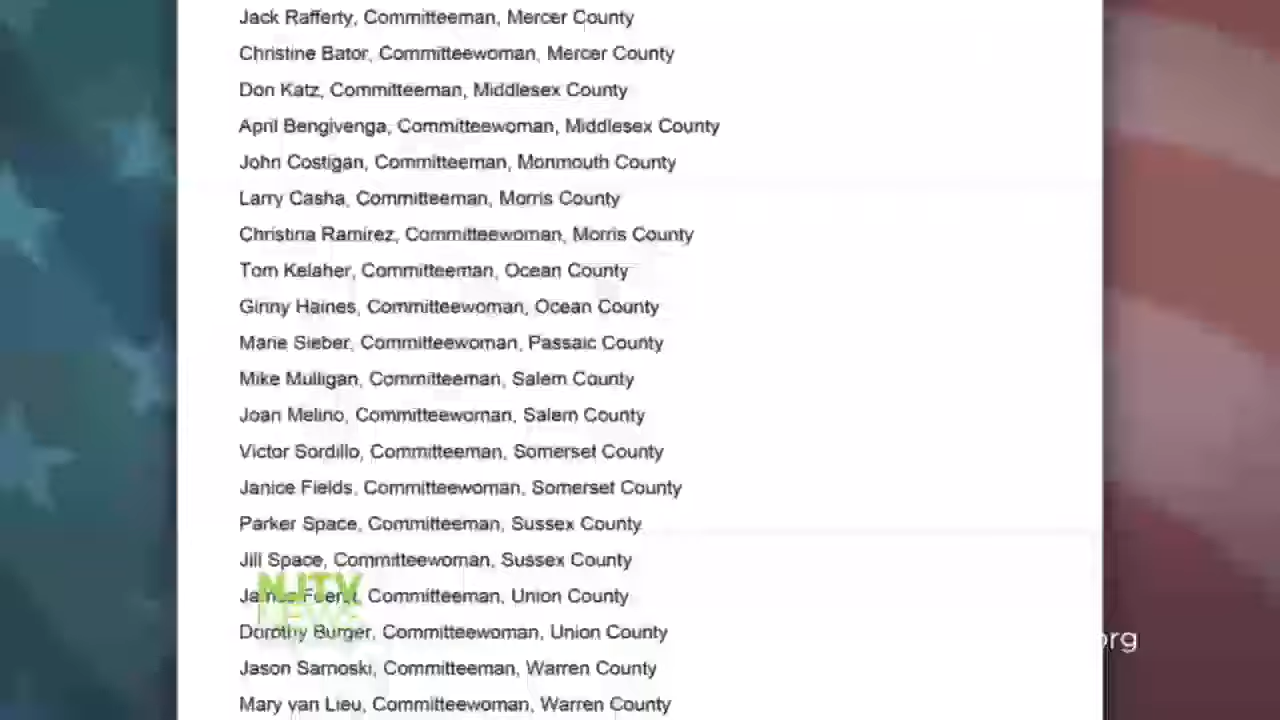 Jack Rafferty, Committeeman, Mercer County
Christine Bator, Committeewoman, Mercer County
Don Katz, Committeeman, Middlesex County
April Bengivenga, Committeewoman, Middlesex County
John Costigan, Committeeman, Monmouth County
Larry Casha, Committeeman, Morris County
Christina Ramirez, Committeewoman, Morris County
Tom Kelaher, Committeeman, Ocean County
Ginny Haines, Committeewoman, Ocean County
Marie Sieber, Committeewoman, Passaic County
Mike Mulligan, Committeeman, Salem County
Joan Melino, Committeewoman, Salem County
Victor Sordillo, Committeeman, Somerset County
Janice Fields, Committeewoman, Somerset County
Parker Space, Committeeman, Sussex County
Jill Space, Committeewoman, Sussex County
NJTV
NEWS
Committeeman, Union County
Dorothy Burger, Committeewoman, Union County
org
Jason Sarnoski, Committeeman, Warren County
Mary van Lieu, Committeewoman, Warren County